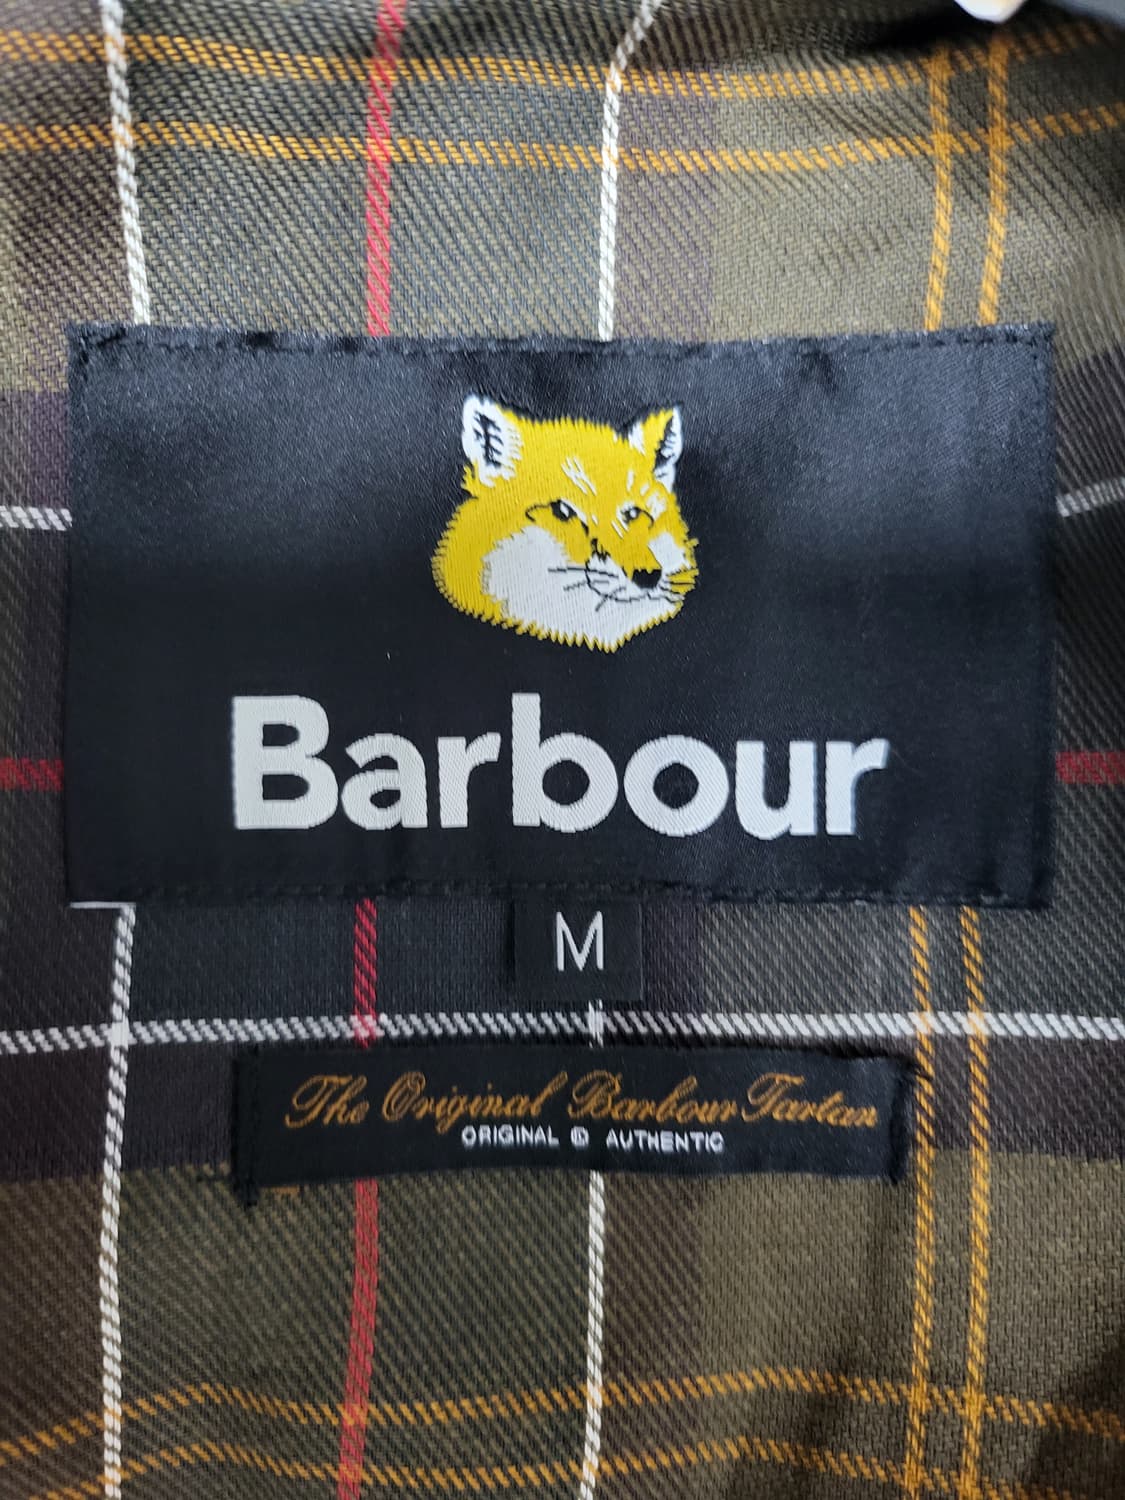 Barbour
M
The Original Barbour Tartan
ORIGINAL & AUTHENTIC